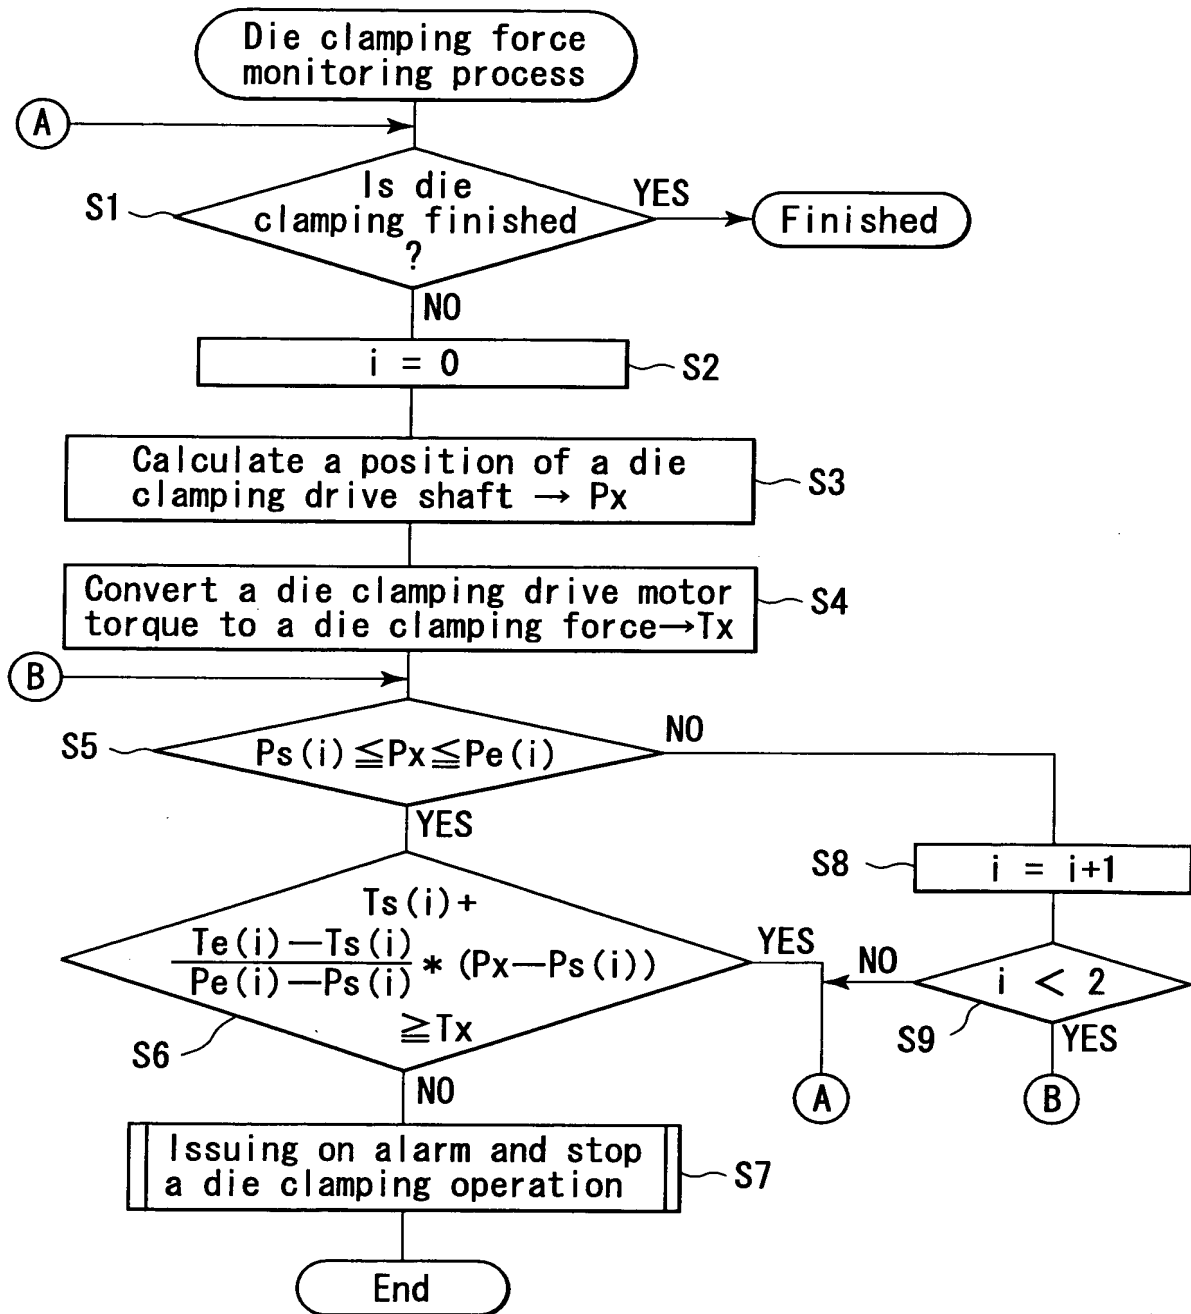 Die clamping force
monitoring process
A
S1
Is die
clamping finished
?
YES
Finished
NO
i = 0
S2
Calculate a position of a die
clamping drive shaft → Px
S3
Convert a die clamping drive motor
torque to a die clamping force→Tx
S4
B
S5
Ps(i)≦Px≦Pe(i)
NO
YES
S8
i = i+1
Ts(i)+
Te(i)—Ts(i)
Pe(i)—Ps(i)
* (Px—Ps(i))
≧Tx
S6
YES
NO
i < 2
S9
YES
NO
A
B
Issuing on alarm and stop
a die clamping operation
S7
End